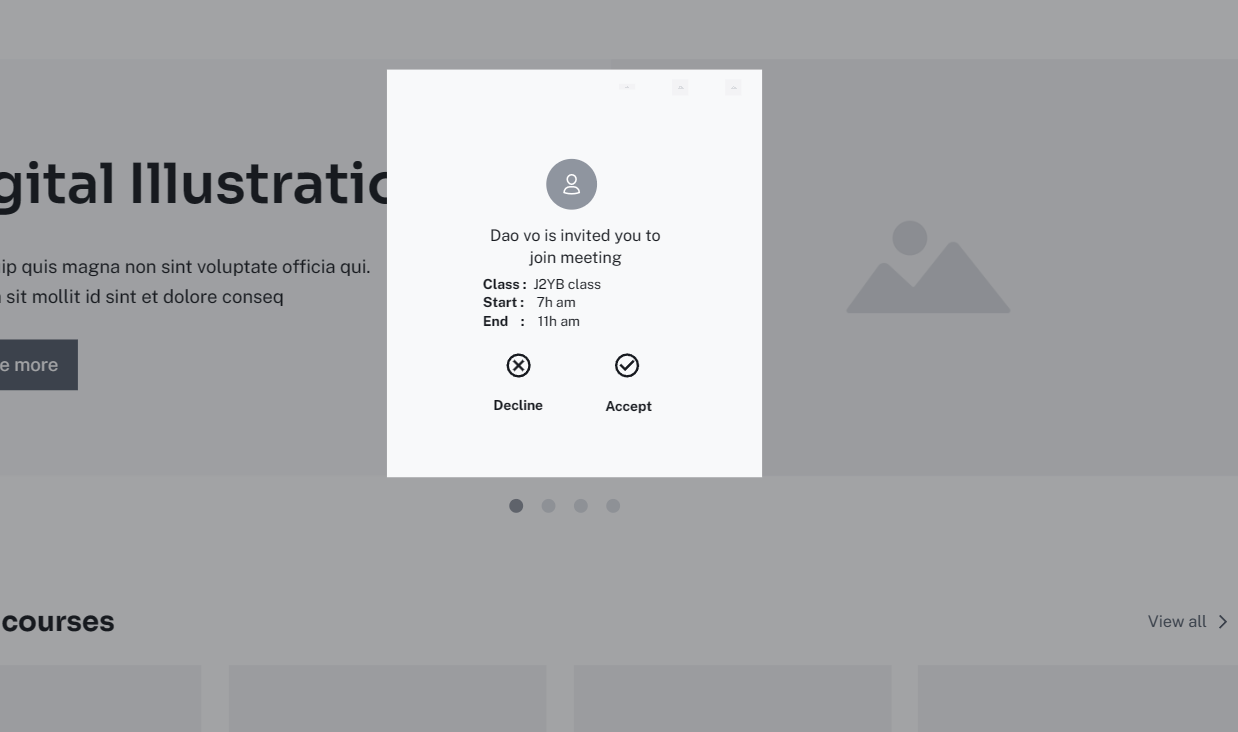 gital Illustratic
ip quis magna non sint voluptate officia qui.
sit mollit id sint et dolore conseq
e more
Dao vo is invited you to
join meeting
Class : J2YB class
Start : 7h am
End : 11h am
Decline Accept
courses
View all